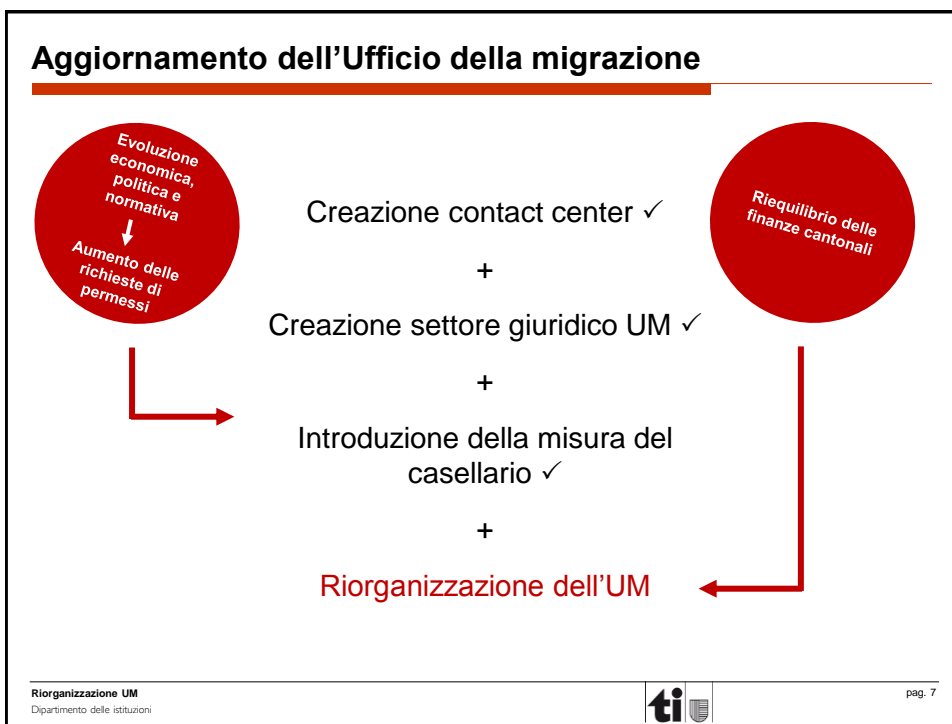 Aggiornamento dell'Ufficio della migrazione
Evoluzione
economica,
politica e
normativa
Aumento delle
richieste di
permessi
Creazione contact center ✓
+
Creazione settore giuridico UM ✓
+
Introduzione della misura del
casellario ✓
+
Riorganizzazione dell'UM
Riequilibrio delle
finanze cantonali
Riorganizzazione UM
Dipartimento delle istituzioni
ti
pag. 7